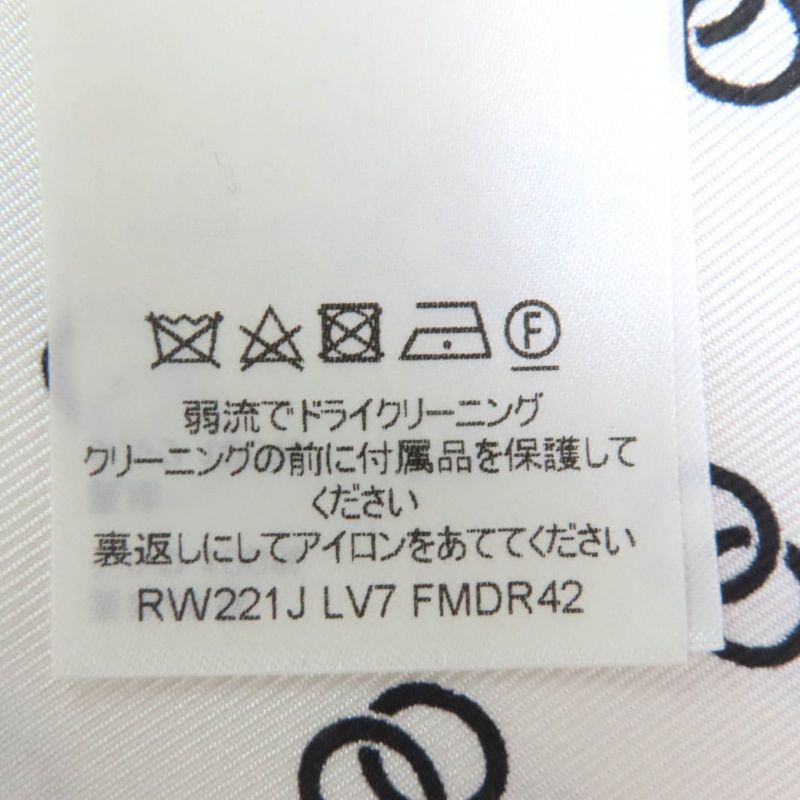 F
弱流でドライクリーニング
クリーニングの前に付属品を保護して
ください
裏返しにしてアイロンをあててください
RW221J LV7 FMDR42